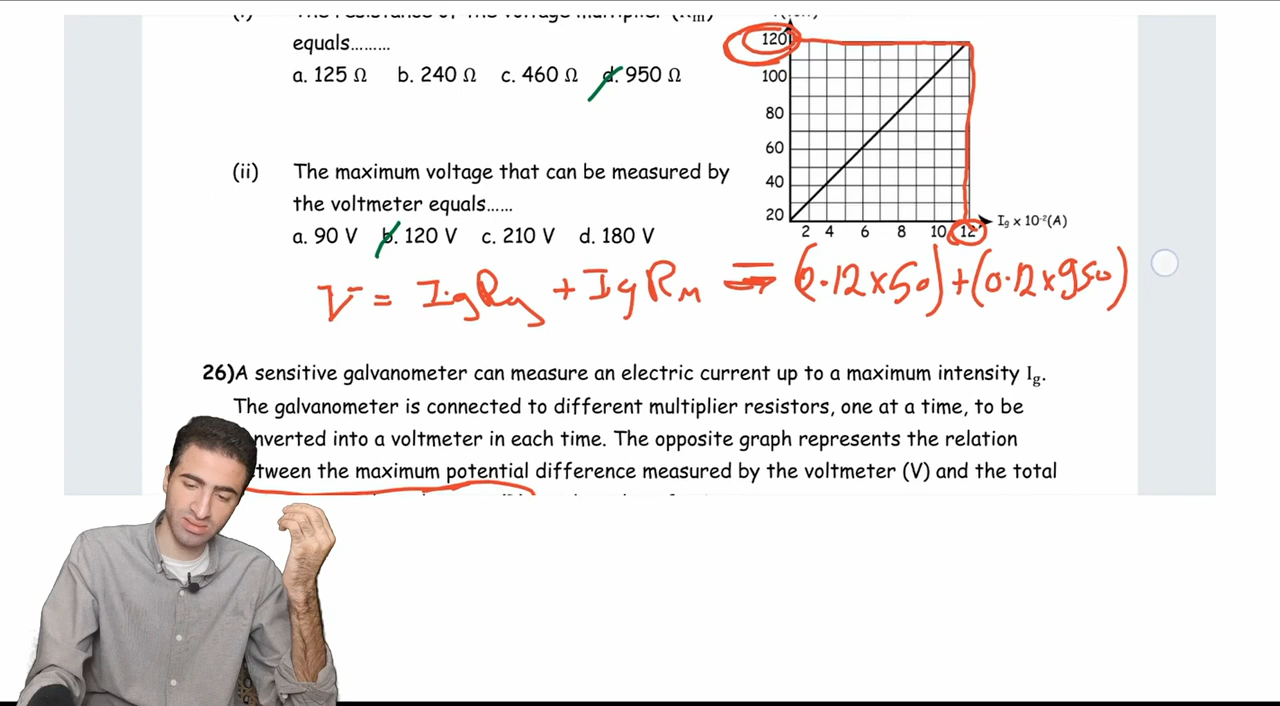 equals.........
a. 125 Ω b. 240 Ω c. 460 Ω d. 950 Ω
(ii) The maximum voltage that can be measured by
the voltmeter equals......
a. 90 V b. 120 V c. 210 V d. 180 V
120
100
80
60
40
20
2 4 6 8 10 12
Ig x 10⁻²(A)
V = IgRg + IgRM = (0.12x50)+(0.12x950)
26)A sensitive galvanometer can measure an electric current up to a maximum intensity Ig.
The galvanometer is connected to different multiplier resistors, one at a time, to be
nverted into a voltmeter in each time. The opposite graph represents the relation
tween the maximum potential difference measured by the voltmeter (V) and the total